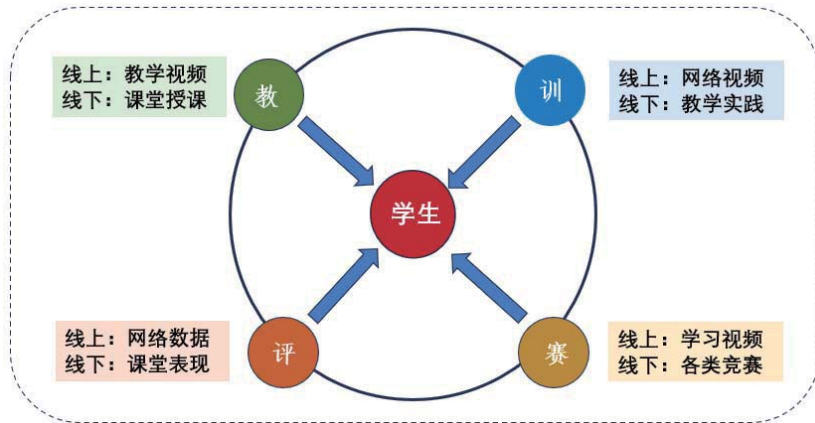 线上：教学视频
线下：课堂授课
教
训
线上：网络视频
线下：教学实践
学生
线上：网络数据
线下：课堂表现
评
赛
线上：学习视频
线下：各类竞赛